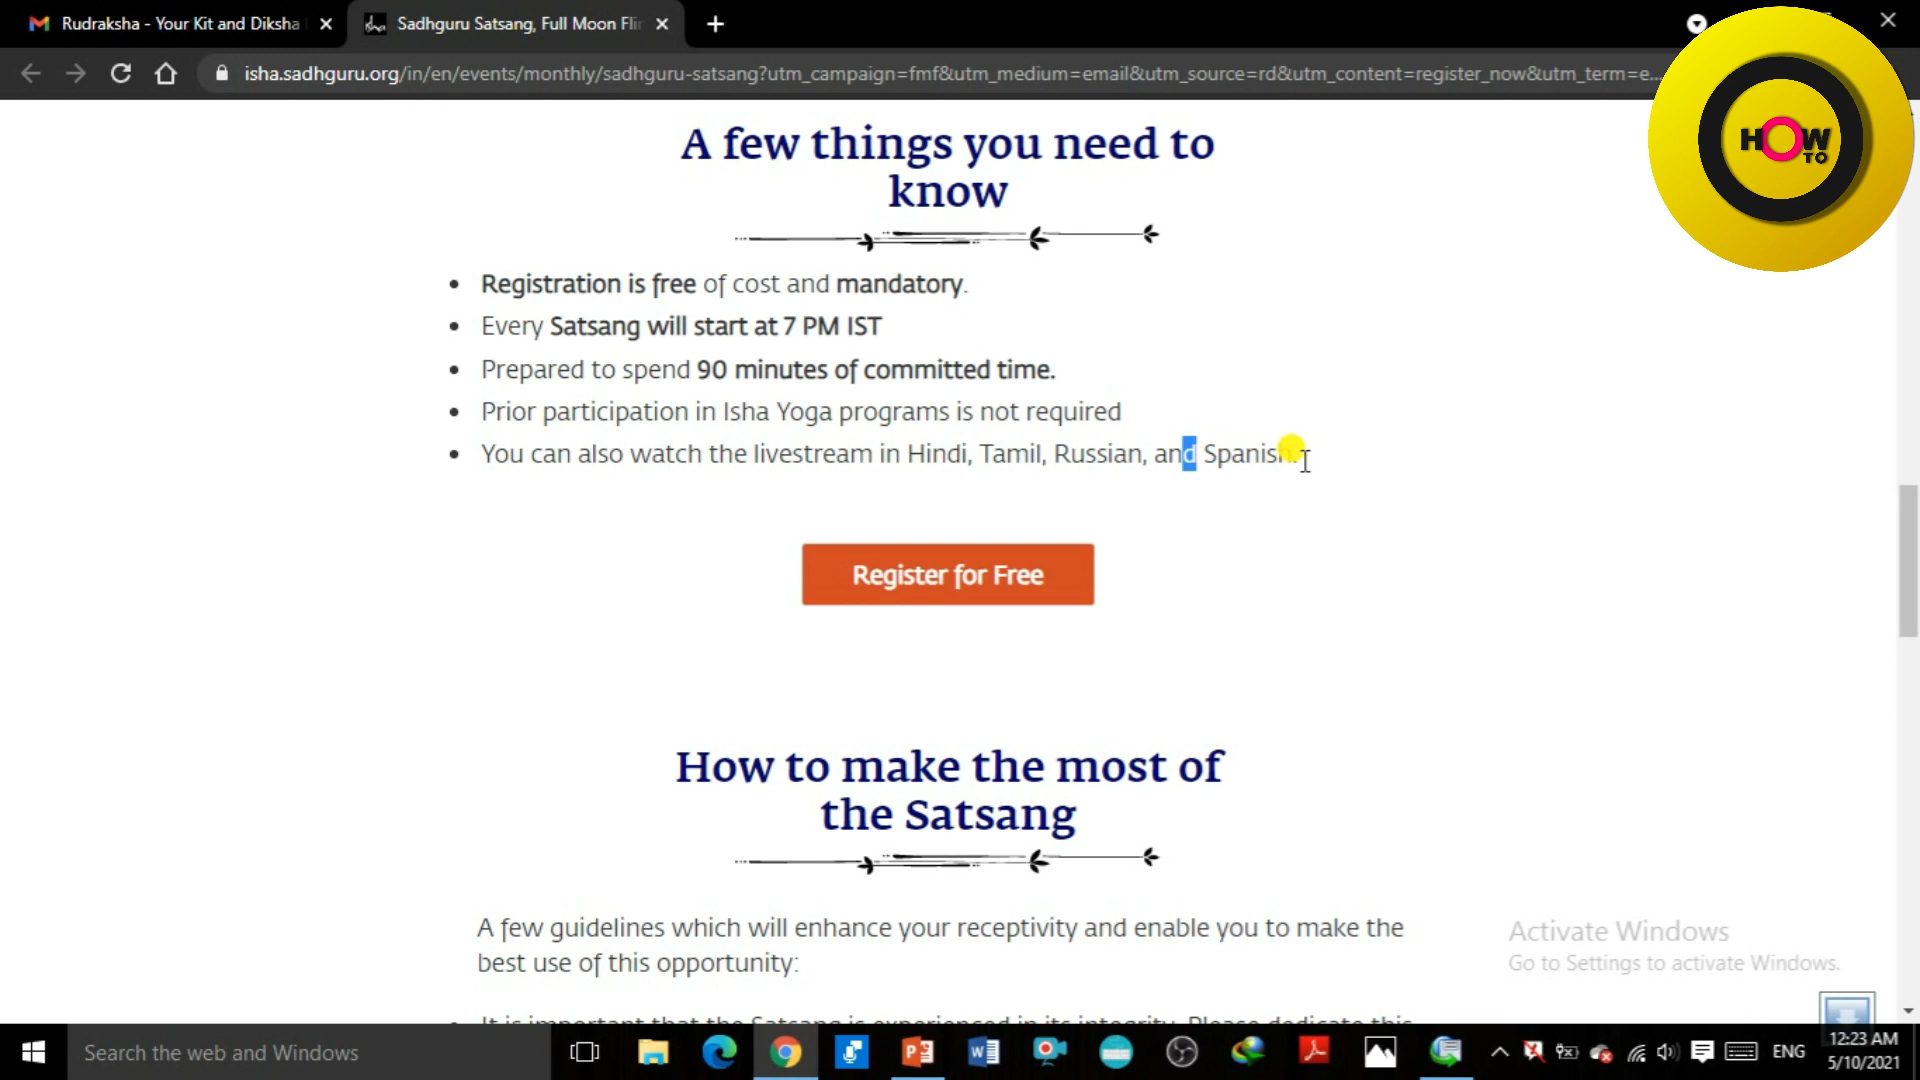 Rudraksha - Your Kit and Diksha
Sadhguru Satsang, Full Moon Fli
isha.sadhguru.org/in/en/events/monthly/sadhguru-satsang?utm_campaign=fmf&utm_medium=email&utm_source=rd&utm_content=register_now&utm_term=e...
HOW
TO
A few things you need to
know
• Registration is free of cost and mandatory.
• Every Satsang will start at 7 PM IST
• Prepared to spend 90 minutes of committed time.
• Prior participation in Isha Yoga programs is not required
• You can also watch the livestream in Hindi, Tamil, Russian, and Spanish.
Register for Free
How to make the most of
the Satsang
A few guidelines which will enhance your receptivity and enable you to make the
best use of this opportunity:
• It is important that the Satsang is experienced in its integrity. Please dedicate this
Activate Windows
Go to Settings to activate Windows.
Search the web and Windows
ENG
12:23 AM
5/10/2021